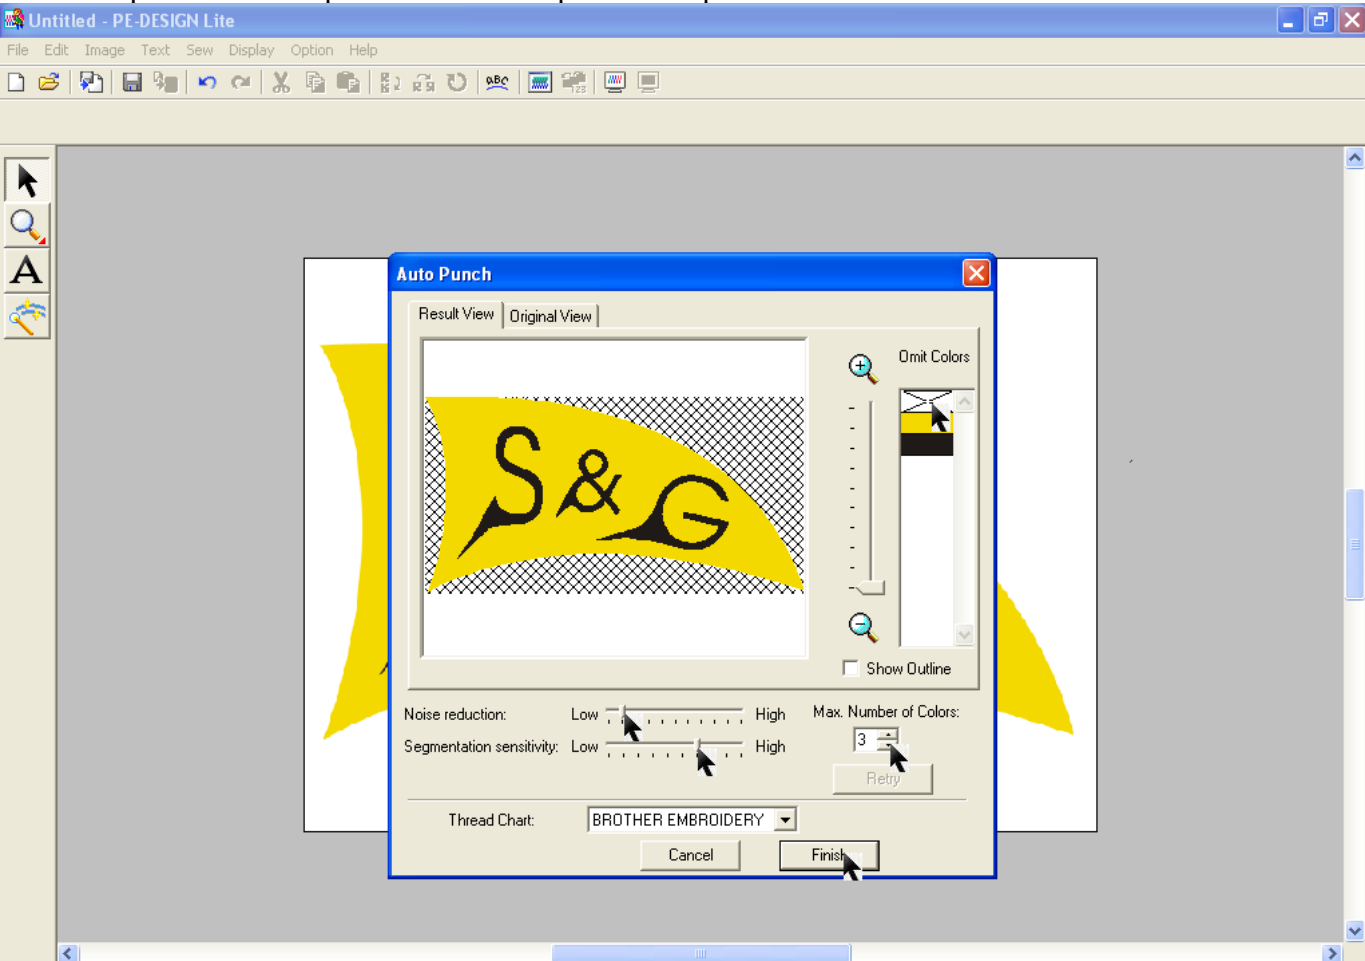 Untitled - PE-DESIGN Lite
File Edit Image Text Sew Display Option Help
ABC
123
A
Auto Punch
Result View Original View
Omit Colors
S & G
Show Outline
Noise reduction: Low High Max. Number of Colors:
Segmentation sensitivity: Low High 3
Retry
Thread Chart: BROTHER EMBROIDERY
Cancel Finish